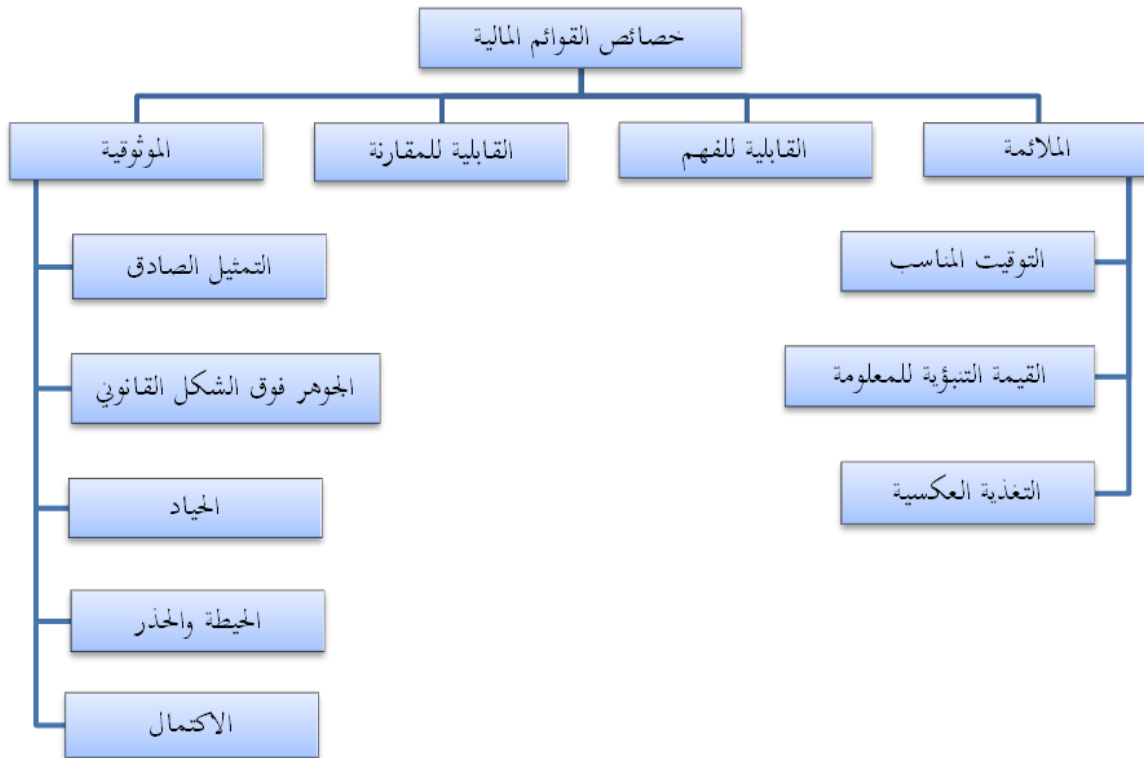 خصائص القوائم المالية
الملائمة
القابلية للفهم
القابلية للمقارنة
الموثوقية
التوقيت المناسب
القيمة التنبؤية للمعلومة
التغذية العكسية
التمثيل الصادق
الجوهر فوق الشكل القانوني
الحياد
الحيطة والحذر
الاكتمال